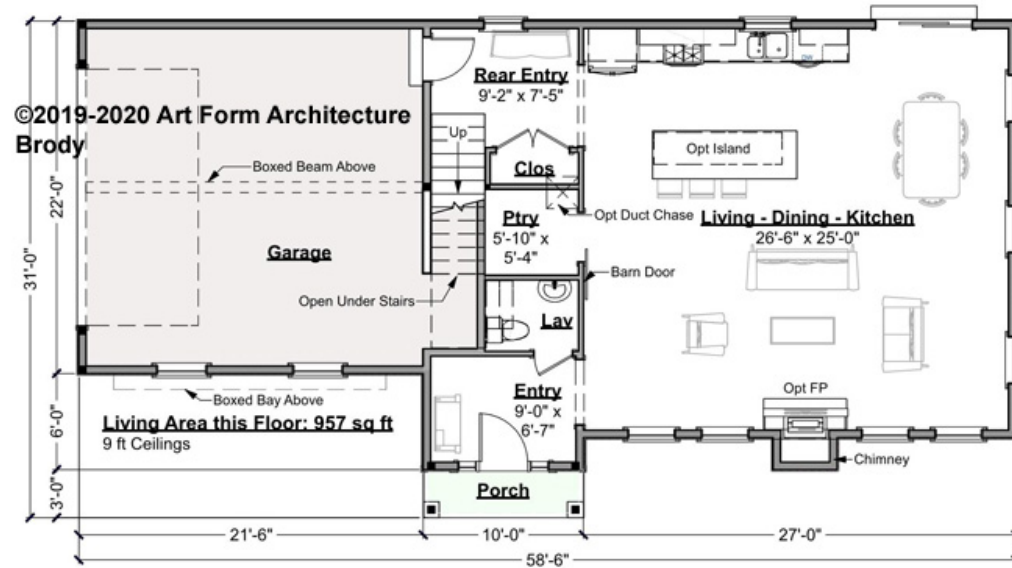 Rear Entry
9'-2" x 7'-5"
©2019-2020 Art Form Architecture
Brody
Up
Opt Island
Boxed Beam Above
Clos
22'-0"
31'-0"
Ptry
5'-10" x
5'-4"
Opt Duct Chase
Living - Dining - Kitchen
26'-6" x 25'-0"
Garage
Barn Door
Open Under Stairs
Lav
DW
Opt FP
Entry
9'-0" x
6'-7"
Boxed Bay Above
Living Area this Floor: 957 sq ft
9 ft Ceilings
6'-0"
Chimney
3'-0"
Porch
21'-6"
10'-0"
27'-0"
58'-6"